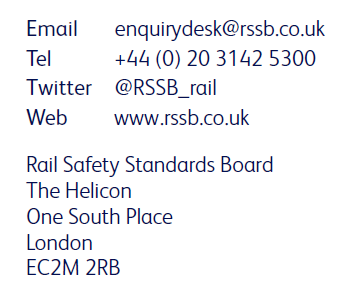 Email enquirydesk@rssb.co.uk
Tel +44 (0) 20 3142 5300
Twitter @RSSB_rail
Web www.rssb.co.uk
Rail Safety Standards Board
The Helicon
One South Place
London
EC2M 2RB